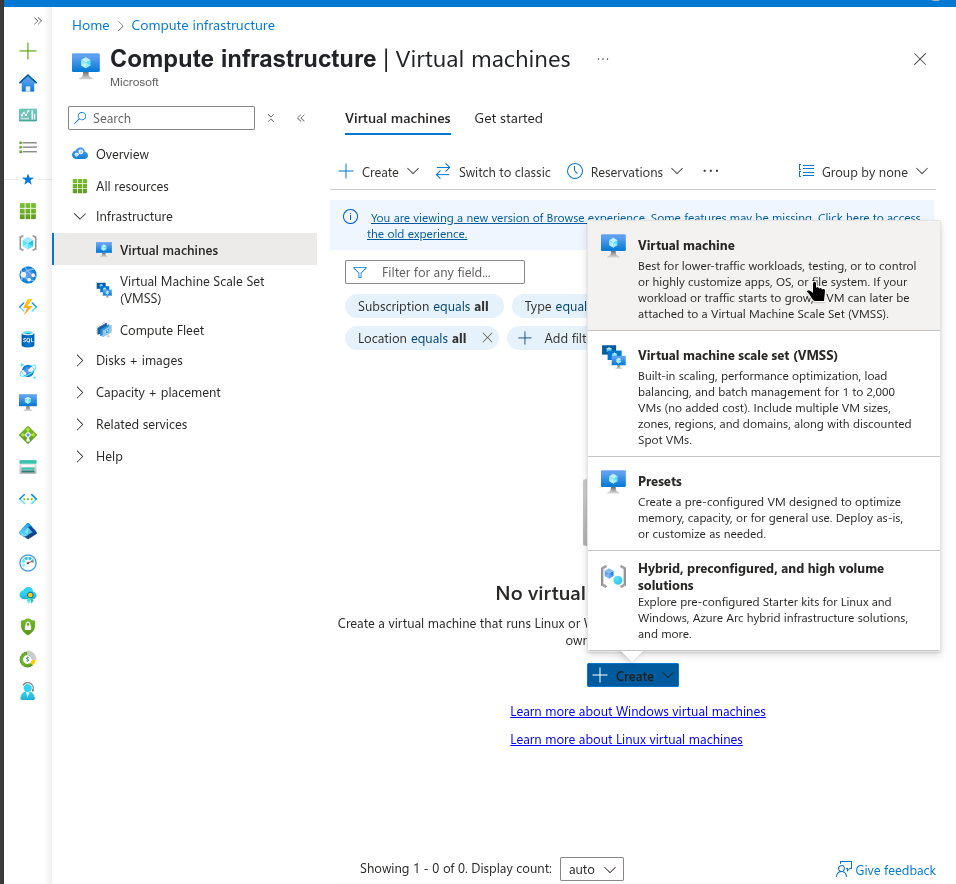 Home > Compute infrastructure
Compute infrastructure | Virtual machines ...
Microsoft
Search
Overview
All resources
Infrastructure
Virtual machines
Virtual Machine Scale Set
(VMSS)
Compute Fleet
Disks + images
Capacity + placement
Related services
Help
Virtual machines Get started
Create Switch to classic Reservations ... Group by none
You are viewing a new version of Browse experience. Some features may be missing. Click here to access
the old experience.
Filter for any field...
Subscription equals all Type equal
Location equals all Add filt
Virtual machine
Best for lower-traffic workloads, testing, or to control
or highly customize apps, OS, or file system. If your
workload or traffic starts to grow, VM can later be
attached to a Virtual Machine Scale Set (VMSS).
Virtual machine scale set (VMSS)
Built-in scaling, performance optimization, load
balancing, and batch management for 1 to 2,000
VMs (no added cost). Include multiple VM sizes,
zones, regions, and domains, along with discounted
Spot VMs.
Presets
Create a pre-configured VM designed to optimize
memory, capacity, or for general use. Deploy as-is,
or customize as needed.
Hybrid, preconfigured, and high volume
solutions
Explore pre-configured Starter kits for Linux and
Windows, Azure Arc hybrid infrastructure solutions,
and more.
No virtual
Create a virtual machine that runs Linux or W
own
Create
Learn more about Windows virtual machines
Learn more about Linux virtual machines
Showing 1 - 0 of 0. Display count: auto
Give feedback
SQL